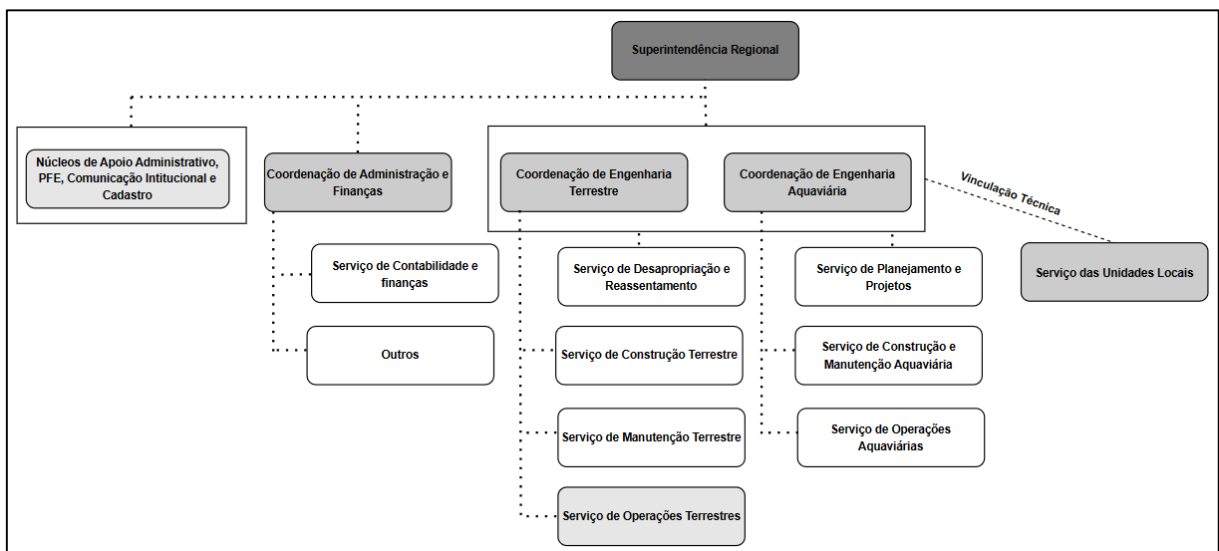 Superintendência Regional
Núcleos de Apoio Administrativo,
PFE, Comunicação Intitucional e
Cadastro
Coordenação de Administração e
Finanças
Coordenação de Engenharia
Terrestre
Coordenação de Engenharia
Aquaviária
Vinculação Técnica
Serviço de Contabilidade e
finanças
Serviço de Desapropriação e
Reassentamento
Serviço de Planejamento e
Projetos
Serviço das Unidades Locais
Outros
Serviço de Construção Terrestre
Serviço de Construção e
Manutenção Aquaviária
Serviço de Manutenção Terrestre
Serviço de Operações
Aquaviárias
Serviço de Operações Terrestres